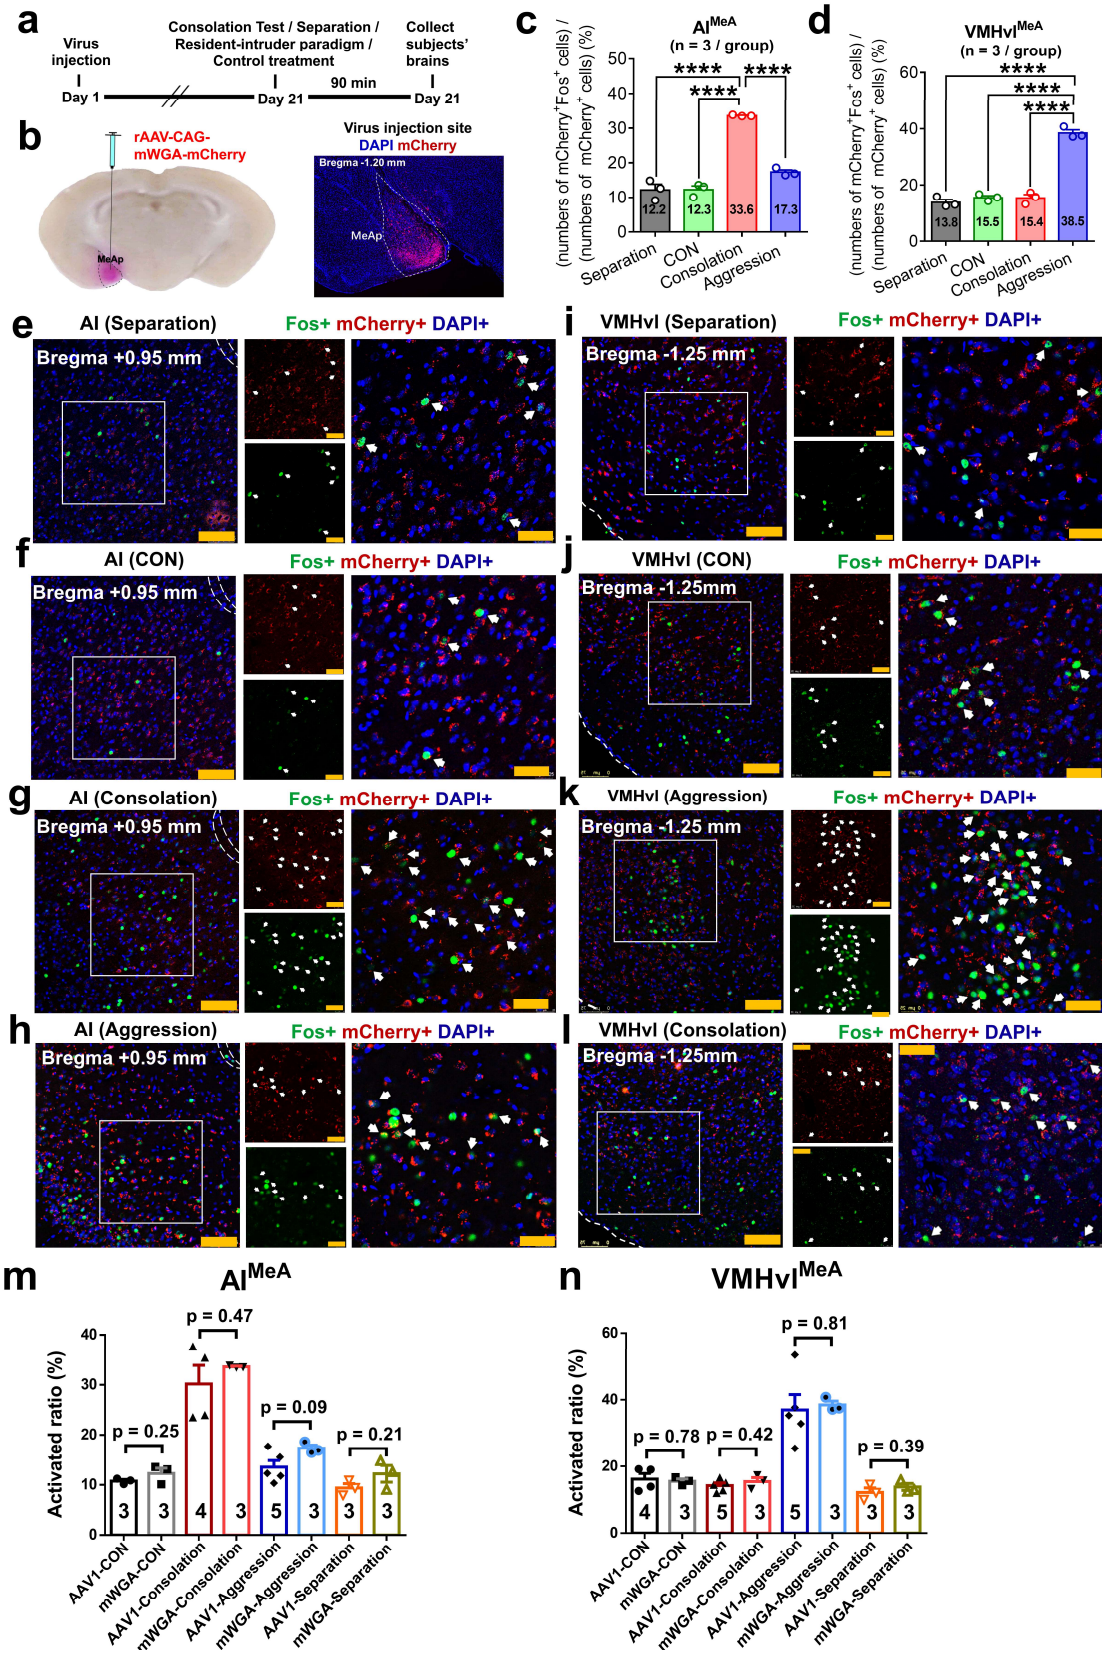 a
Virus
injection
Consolation Test / Separation /
Resident-intruder paradigm /
Control treatment
Collect
subjects'
brains
90 min
Day 1
Day 21
Day 21
b
rAAV-CAG-
mWGA-mCherry
MeAp
Virus injection site
DAPI mCherry
Bregma -1.20 mm
MeAp
c
AI^MeA
(n = 3 / group)
(numbers of mCherry⁺Fos⁺ cells) /
(numbers of mCherry⁺ cells) (%)
50
40
30
20
10
0
****
****
****
12.2
12.3
33.6
17.3
Separation
CON
Consolation
Aggression
d
VMHvl^MeA
(n = 3 / group)
(numbers of mCherry⁺Fos⁺ cells) /
(numbers of mCherry⁺ cells) (%)
60
40
20
0
****
****
****
13.8
15.5
15.4
38.5
Separation
CON
Consolation
Aggression
e
AI (Separation)
Fos+ mCherry+ DAPI+
Bregma +0.95 mm
i
VMHvl (Separation)
Fos+ mCherry+ DAPI+
Bregma -1.25 mm
f
AI (CON)
Fos+ mCherry+ DAPI+
Bregma +0.95 mm
j
VMHvl (CON)
Fos+ mCherry+ DAPI+
Bregma -1.25mm
g
AI (Consolation)
Fos+ mCherry+ DAPI+
Bregma +0.95 mm
k
VMHvl (Aggression)
Fos+ mCherry+ DAPI+
Bregma -1.25 mm
h
AI (Aggression)
Fos+ mCherry+ DAPI+
Bregma +0.95 mm
l
VMHvl (Consolation)
Fos+ mCherry+ DAPI+
Bregma -1.25mm
m
AI^MeA
Activated ratio (%)
40
30
20
10
0
p = 0.25
p = 0.47
p = 0.09
p = 0.21
3
3
4
3
5
3
3
3
AAV1-CON
mWGA-CON
AAV1-Consolation
mWGA-Consolation
AAV1-Aggression
mWGA-Aggression
AAV1-Separation
mWGA-Separation
n
VMHvl^MeA
Activated ratio (%)
60
40
20
0
p = 0.78
p = 0.42
p = 0.81
p = 0.39
4
3
5
3
5
3
3
3
AAV1-CON
mWGA-CON
AAV1-Consolation
mWGA-Consolation
AAV1-Aggression
mWGA-Aggression
AAV1-Separation
mWGA-Separation